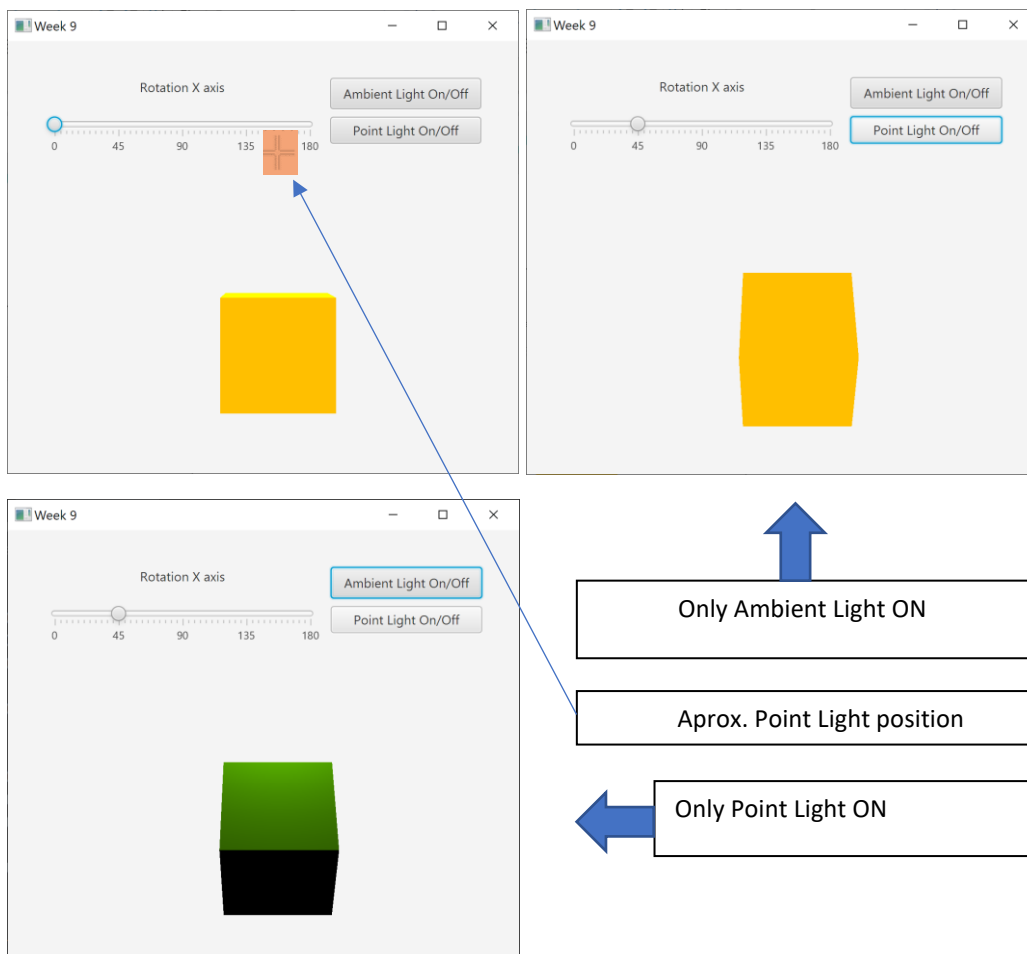 Week 9
Rotation X axis
Ambient Light On/Off
Point Light On/Off
0 45 90 135 180
Week 9
Rotation X axis
Ambient Light On/Off
Point Light On/Off
0 45 90 135 180
Week 9
Rotation X axis
Ambient Light On/Off
Point Light On/Off
0 45 90 135 180
Only Ambient Light ON
Aprox. Point Light position
Only Point Light ON